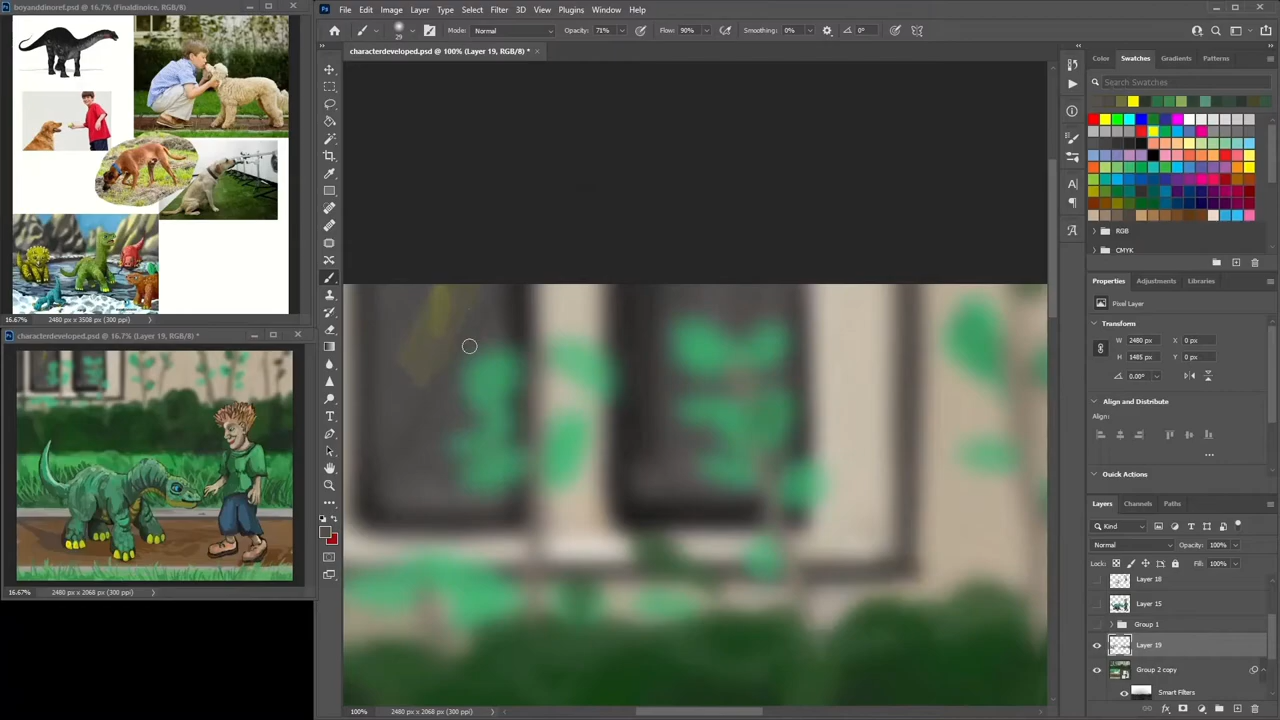 boyanddinoref.psd @ 16.7% (Finaldinoice, RGB/8)
16.67% 2480 px x 3508 px (300 ppi)
characterdeveloped.psd @ 16.7% (Layer 19, RGB/8) *
16.67% 2480 px x 2068 px (300 ppi)
File Edit Image Layer Type Select Filter 3D View Plugins Window Help
29 Mode: Normal Opacity: 71% Flow: 90% Smoothing: 0% 0°
characterdeveloped.psd @ 100% (Layer 19, RGB/8) *
100% 2480 px x 2068 px (300 ppi)
Color Swatches Gradients Patterns
Search Swatches
RGB
CMYK
Properties Adjustments Libraries
Pixel Layer
Transform
W 2480 px X 0 px
H 1485 px Y 0 px
0.00°
Align and Distribute
Align:
Quick Actions
Layers Channels Paths
Kind
Normal Opacity: 100%
Lock: Fill: 100%
Layer 18
Layer 15
Group 1
Layer 19
Group 2 copy
Smart Filters